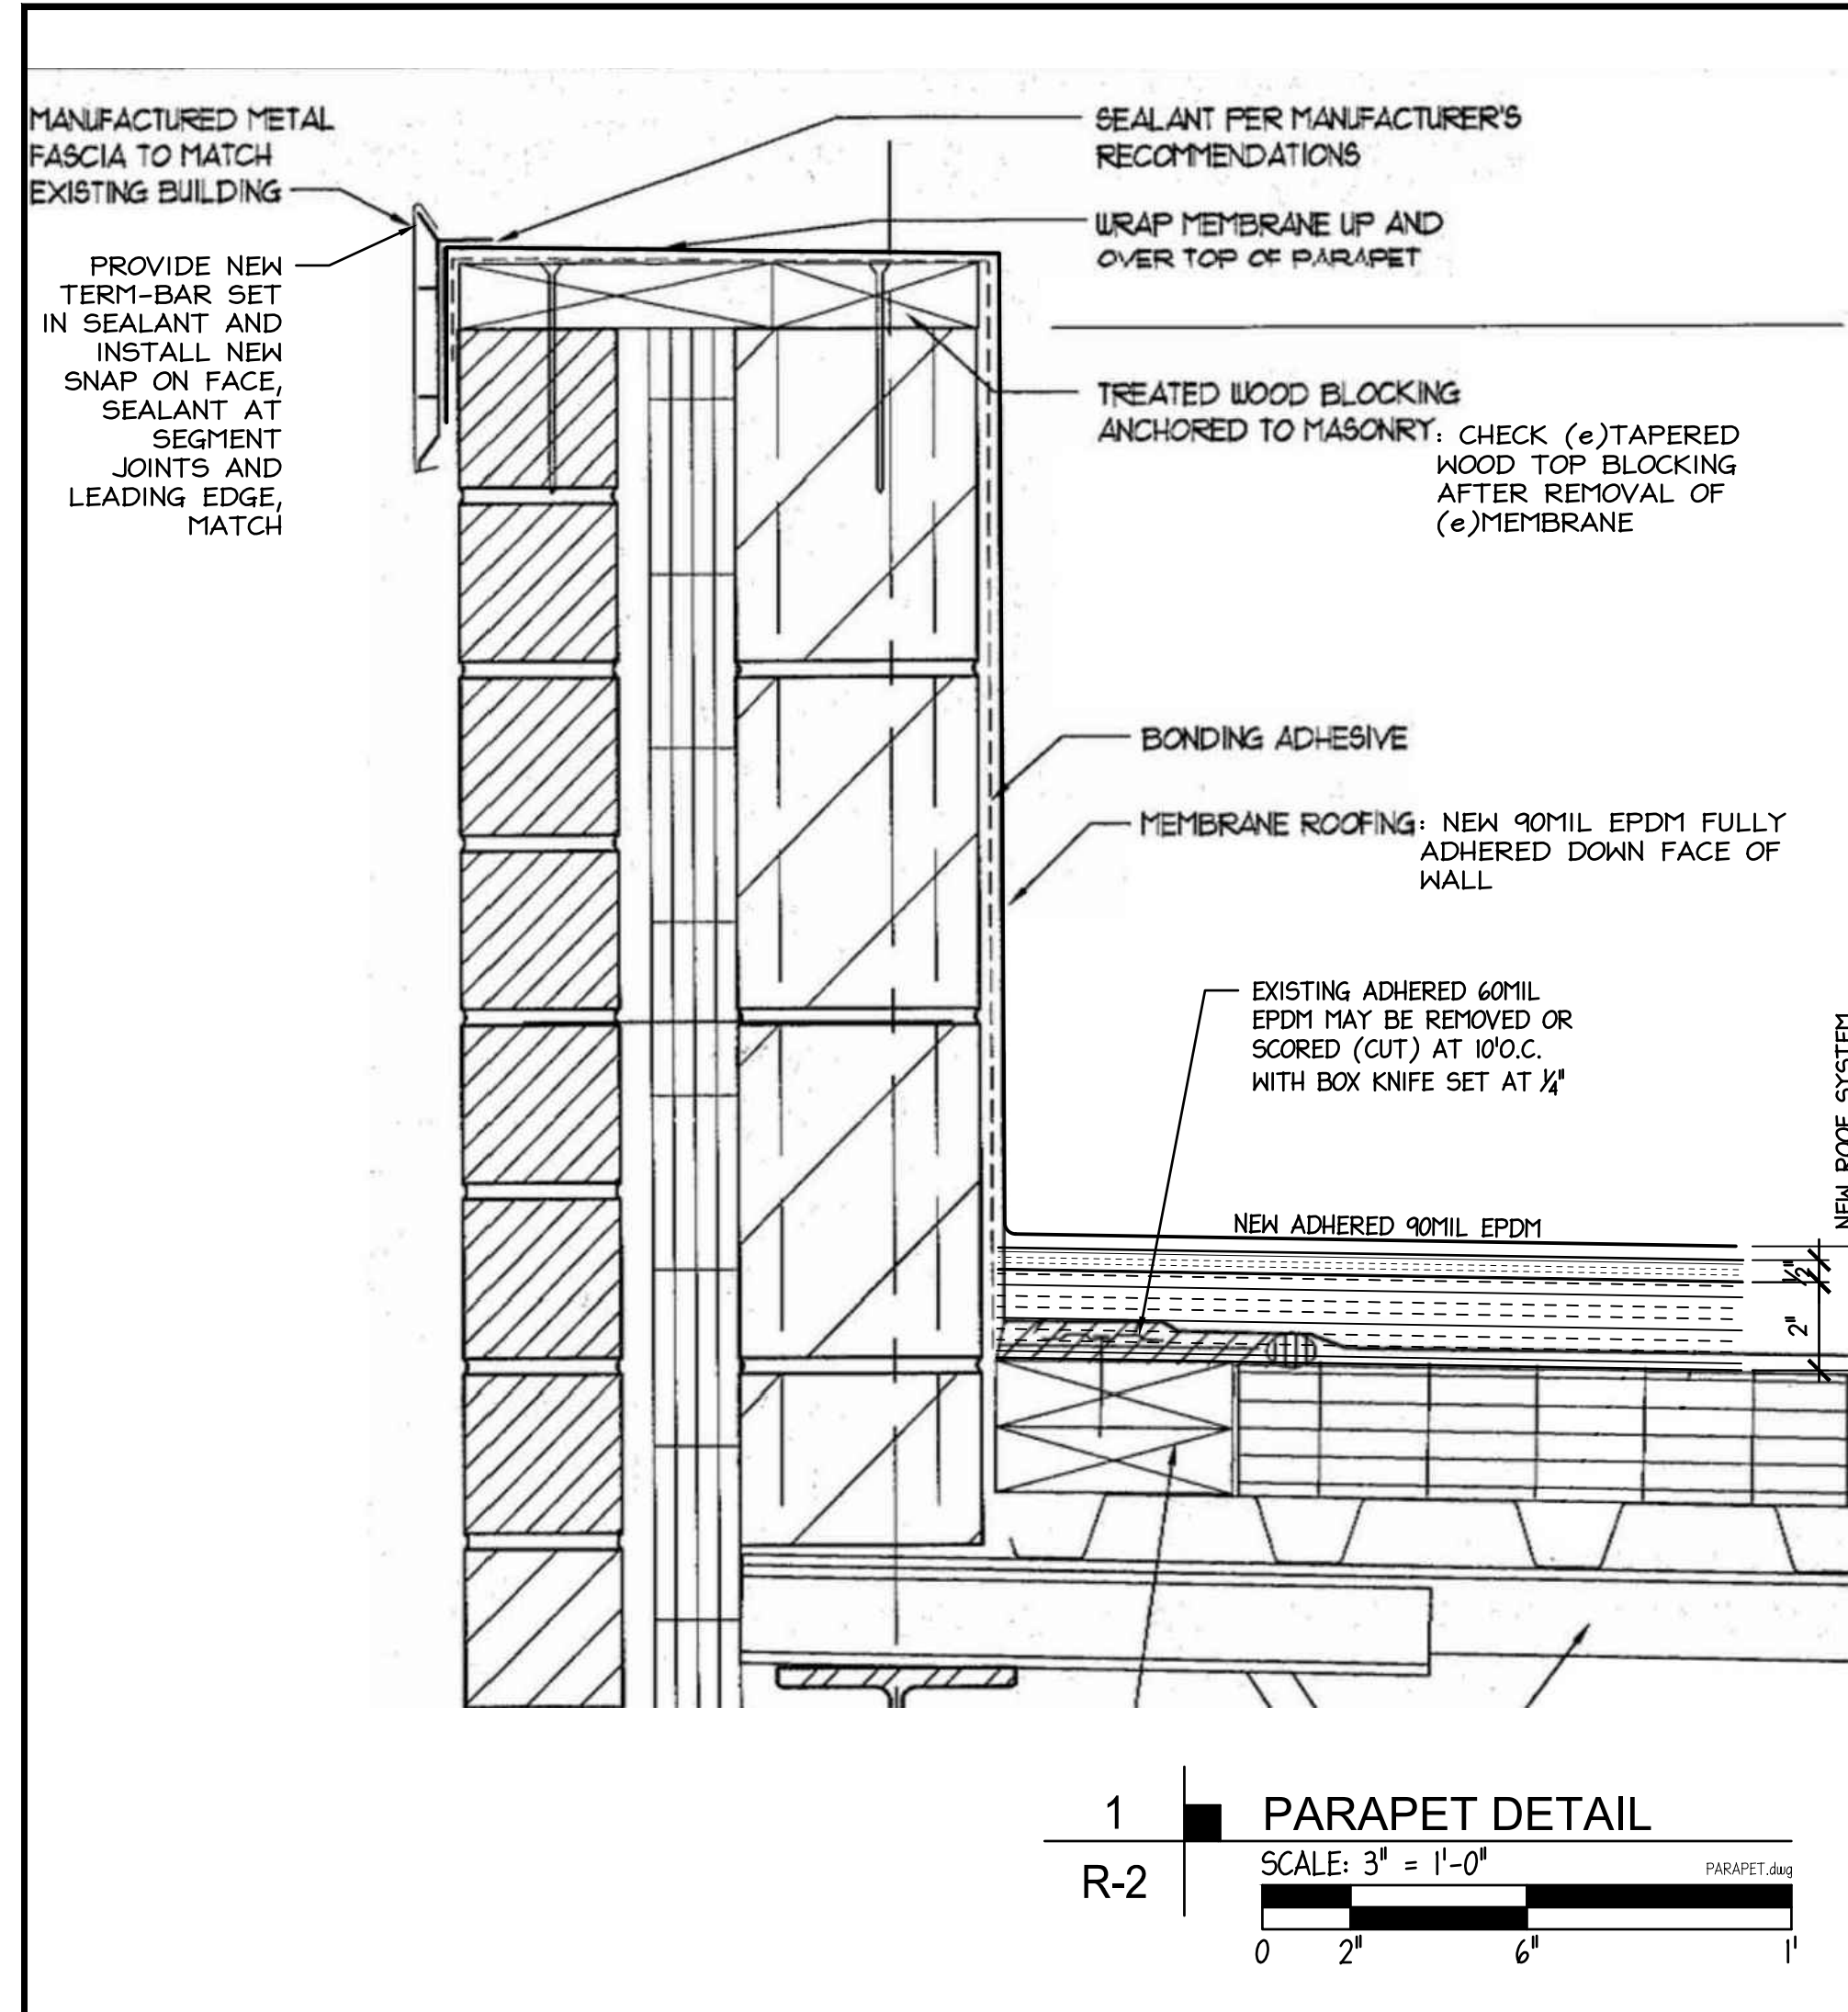 MANUFACTURED METAL
FASCIA TO MATCH
EXISTING BUILDING
PROVIDE NEW
TERM-BAR SET
IN SEALANT AND
INSTALL NEW
SNAP ON FACE,
SEALANT AT
SEGMENT
JOINTS AND
LEADING EDGE,
MATCH
SEALANT PER MANUFACTURER'S
RECOMMENDATIONS
WRAP MEMBRANE UP AND
OVER TOP OF PARAPET
TREATED WOOD BLOCKING
ANCHORED TO MASONRY: CHECK (e)TAPERED
WOOD TOP BLOCKING
AFTER REMOVAL OF
(e)MEMBRANE
BONDING ADHESIVE
MEMBRANE ROOFING: NEW 90MIL EPDM FULLY
ADHERED DOWN FACE OF
WALL
EXISTING ADHERED 60MIL
EPDM MAY BE REMOVED OR
SCORED (CUT) AT 10'O.C.
WITH BOX KNIFE SET AT ¼"
NEW ROOF SYSTEM
NEW ADHERED 90MIL EPDM
½"
2"
1
PARAPET DETAIL
R-2
SCALE: 3" = 1'-0"
PARAPET.dwg
0 2" 6" 1'